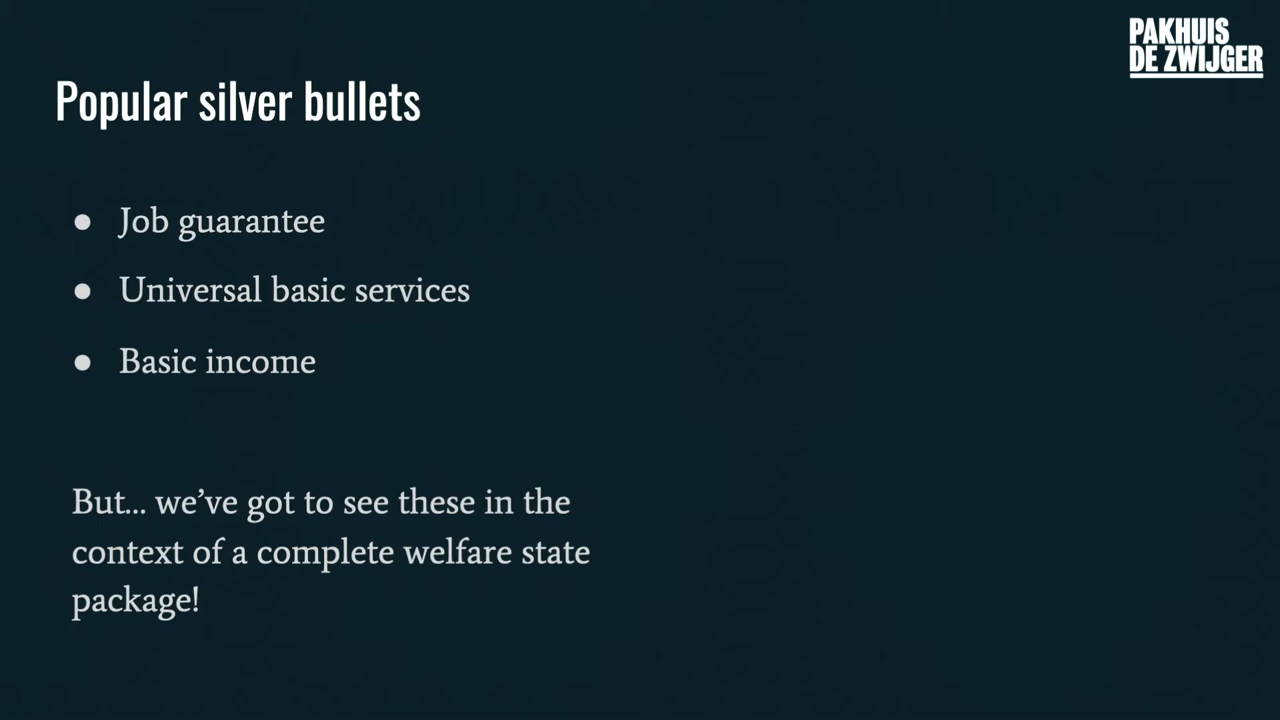 PAKHUIS
DE ZWIJGER
Popular silver bullets
● Job guarantee
● Universal basic services
● Basic income
But... we’ve got to see these in the
context of a complete welfare state
package!